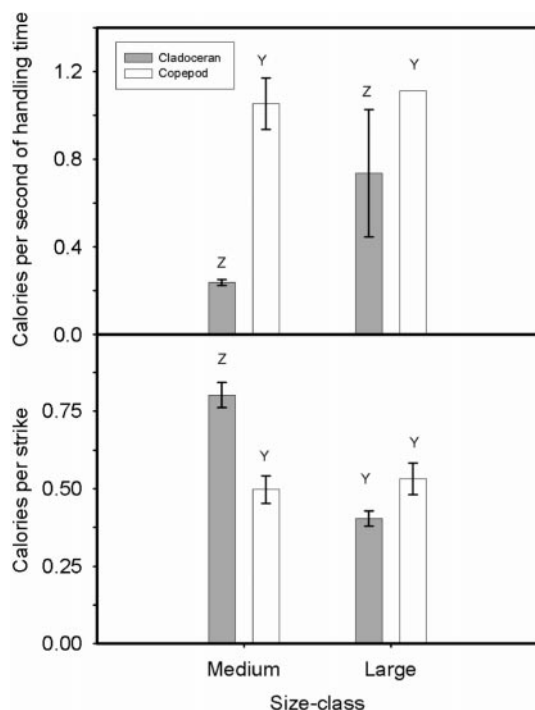 Calories per second of handling time
1.2
0.8
0.4
0.0
Cladoceran
Copepod
Z
Y
Z
Y
Calories per strike
0.75
0.50
0.25
0.00
Z
Y
Y
Y
Medium
Large
Size-class